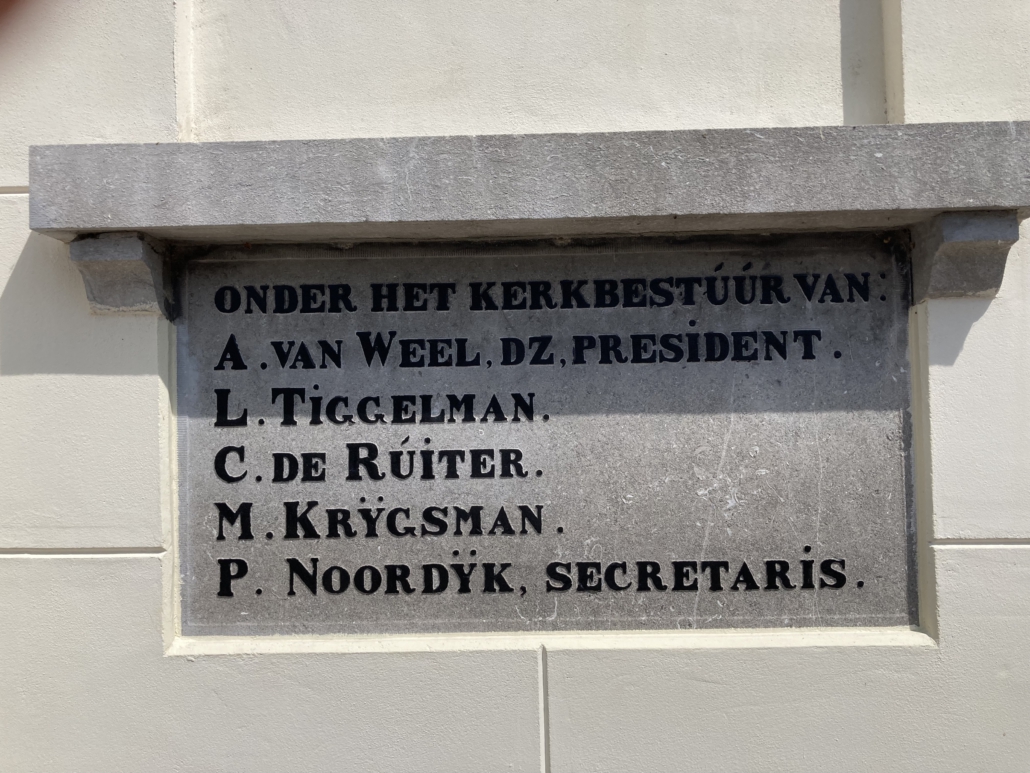 ONDER HET KERKBESTÚÚR VAN:
A. VAN WEEL, DZ, PRESIDENT.
L. TIGGELMAN.
C. DE RÚITER.
M. KRŸGSMAN.
P. NOORDŸK, SECRETARIS.